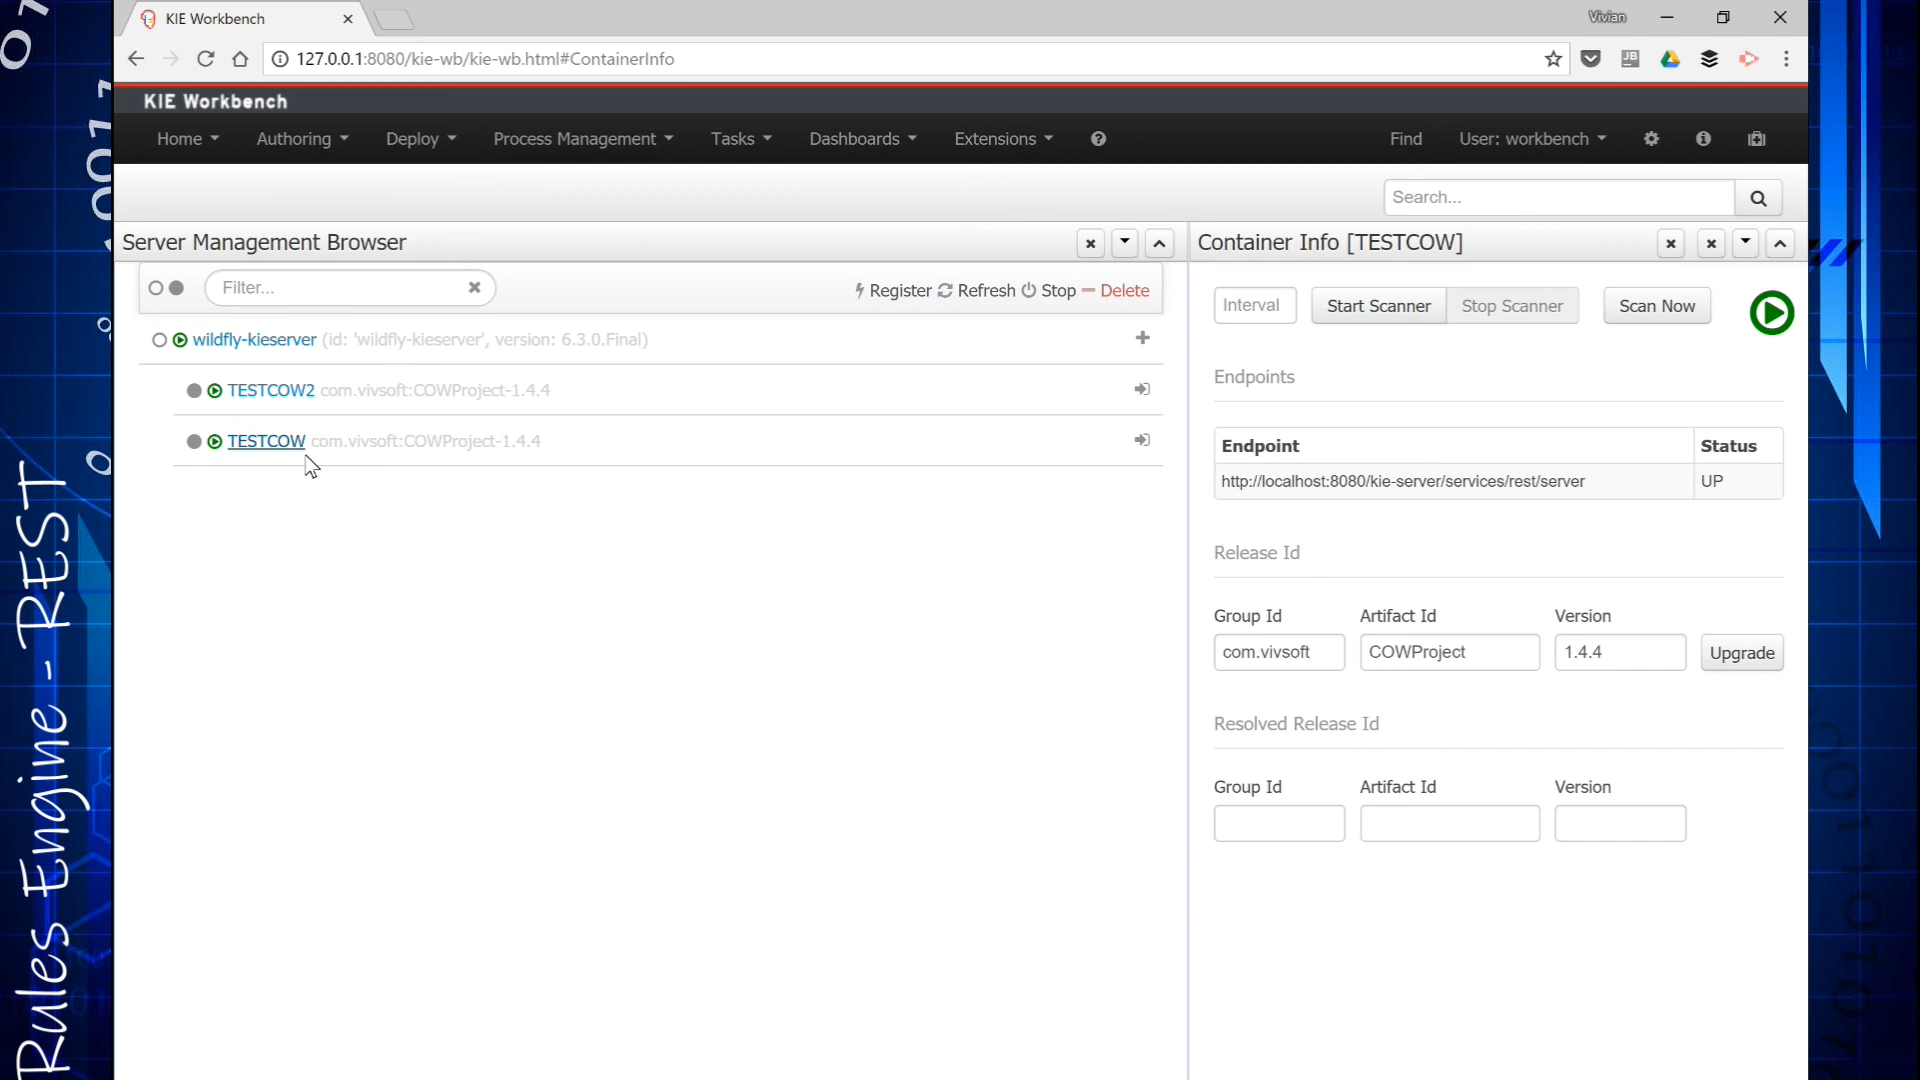 KIE Workbench
Vivian
127.0.0.1:8080/kie-wb/kie-wb.html#ContainerInfo
JB
KIE Workbench
Home Authoring Deploy Process Management Tasks Dashboards Extensions Find User: workbench
Search...
Server Management Browser
Filter...
Register Refresh Stop Delete
wildfly-kieserver (id: 'wildfly-kieserver', version: 6.3.0.Final)
TESTCOW2 com.vivsoft:COWProject-1.4.4
TESTCOW com.vivsoft:COWProject-1.4.4
Container Info [TESTCOW]
Interval Start Scanner Stop Scanner Scan Now
Endpoints
Endpoint Status
http://localhost:8080/kie-server/services/rest/server UP
Release Id
Group Id Artifact Id Version
com.vivsoft COWProject 1.4.4 Upgrade
Resolved Release Id
Group Id Artifact Id Version
Rules Engine - REST